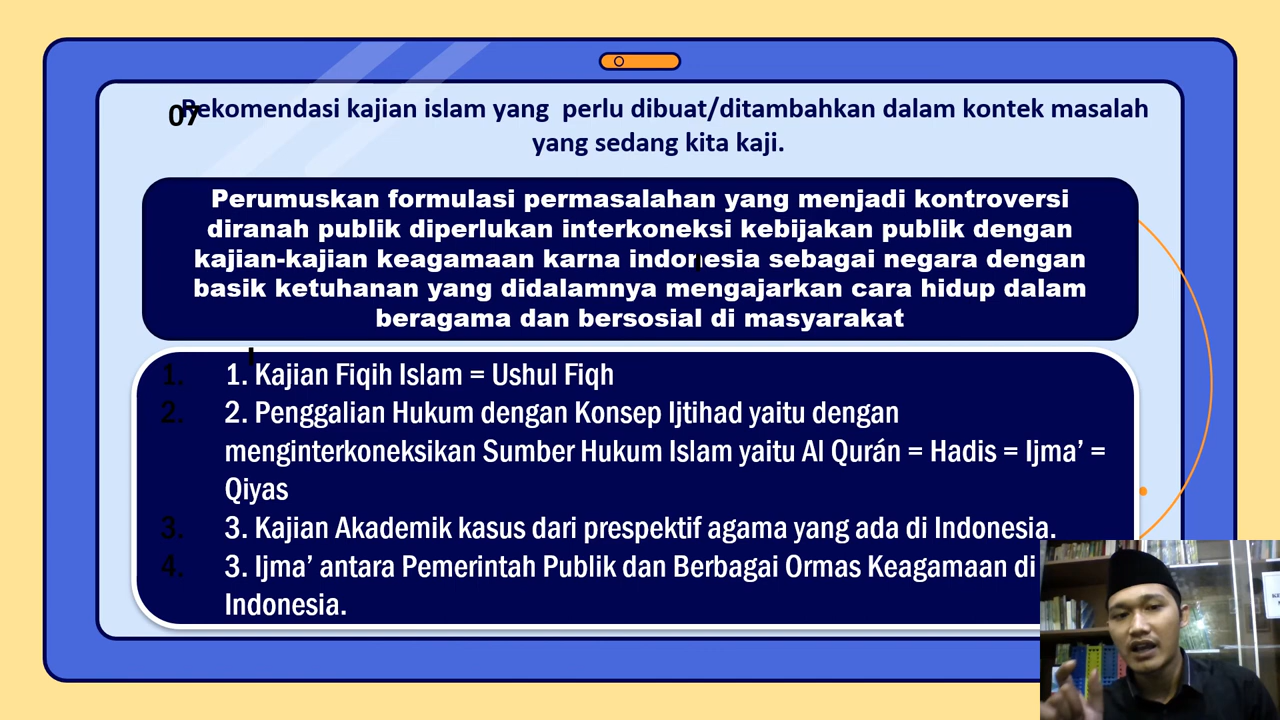 07
Rekomendasi kajian islam yang perlu dibuat/ditambahkan dalam kontek masalah
yang sedang kita kaji.
Perumuskan formulasi permasalahan yang menjadi kontroversi
diranah publik diperlukan interkoneksi kebijakan publik dengan
kajian-kajian keagamaan karna indonesia sebagai negara dengan
basik ketuhanan yang didalamnya mengajarkan cara hidup dalam
beragama dan bersosial di masyarakat
1. 1. Kajian Fiqih Islam = Ushul Fiqh
2. 2. Penggalian Hukum dengan Konsep Ijtihad yaitu dengan
menginterkoneksikan Sumber Hukum Islam yaitu Al Qurán = Hadis = Ijma’ =
Qiyas
3. 3. Kajian Akademik kasus dari prespektif agama yang ada di Indonesia.
4. 3. Ijma’ antara Pemerintah Publik dan Berbagai Ormas Keagamaan di
Indonesia.